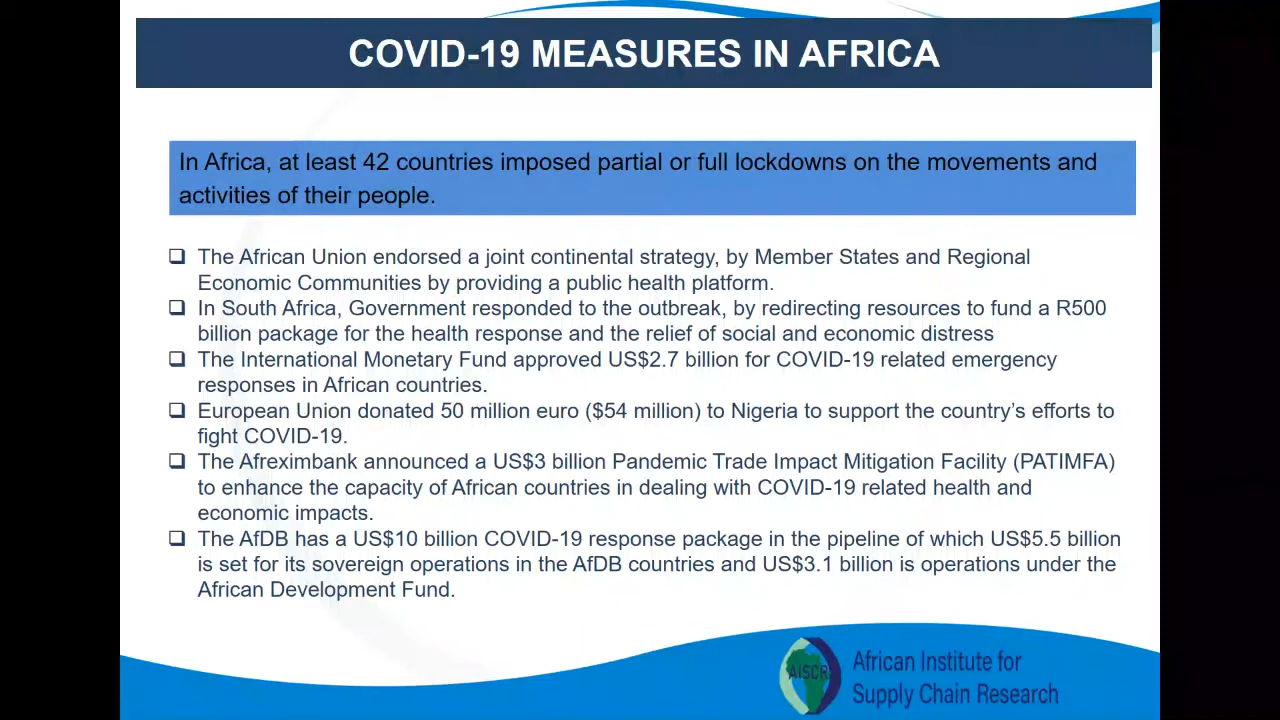 COVID-19 MEASURES IN AFRICA
In Africa, at least 42 countries imposed partial or full lockdowns on the movements and
activities of their people.
The African Union endorsed a joint continental strategy, by Member States and Regional
Economic Communities by providing a public health platform.
In South Africa, Government responded to the outbreak, by redirecting resources to fund a R500
billion package for the health response and the relief of social and economic distress
The International Monetary Fund approved US$2.7 billion for COVID-19 related emergency
responses in African countries.
European Union donated 50 million euro ($54 million) to Nigeria to support the country’s efforts to
fight COVID-19.
The Afreximbank announced a US$3 billion Pandemic Trade Impact Mitigation Facility (PATIMFA)
to enhance the capacity of African countries in dealing with COVID-19 related health and
economic impacts.
The AfDB has a US$10 billion COVID-19 response package in the pipeline of which US$5.5 billion
is set for its sovereign operations in the AfDB countries and US$3.1 billion is operations under the
African Development Fund.
AISCR
African Institute for
Supply Chain Research